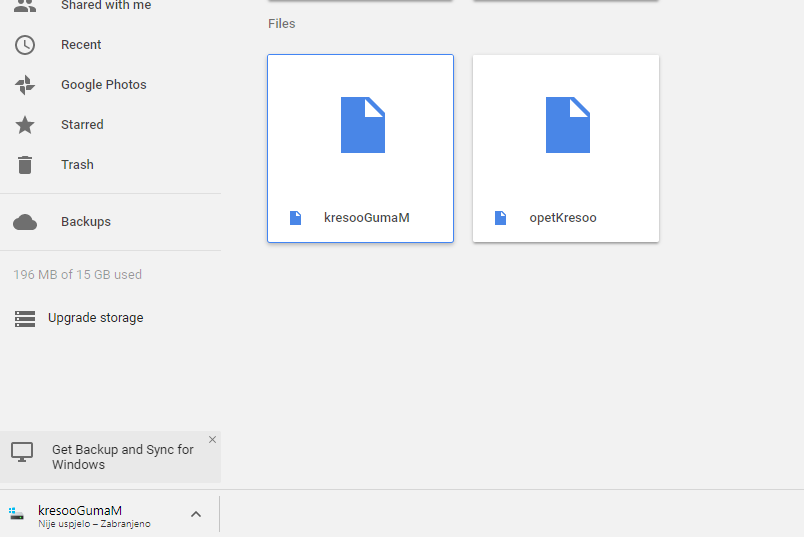 Shared with me
Recent
Google Photos
Starred
Trash
Backups
196 MB of 15 GB used
Upgrade storage
Get Backup and Sync for
Windows
Files
kresooGumaM
opetKresoo
kresooGumaM
Nije uspjelo – Zabranjeno